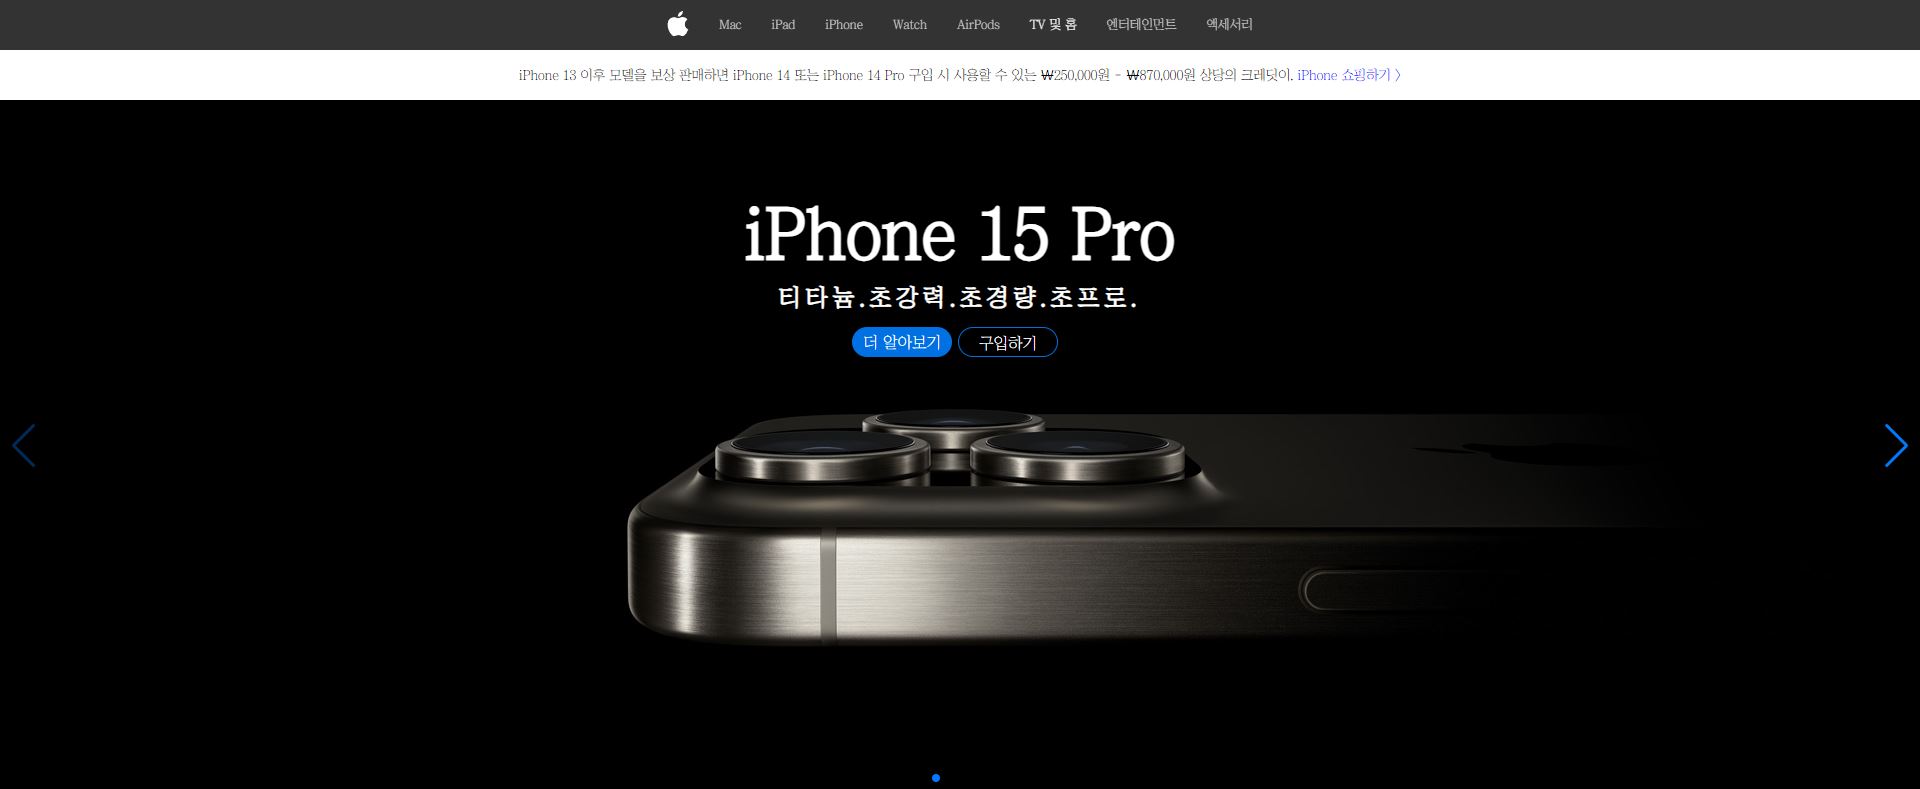 Mac iPad iPhone Watch AirPods TV 및 홈 엔터테인먼트 액세서리
iPhone 13 이후 모델을 보상 판매하면 iPhone 14 또는 iPhone 14 Pro 구입 시 사용할 수 있는 ₩250,000원 - ₩870,000원 상당의 크레딧이. iPhone 쇼핑하기 〉
iPhone 15 Pro
티타늄.초강력.초경량.초프로.
더 알아보기 구입하기